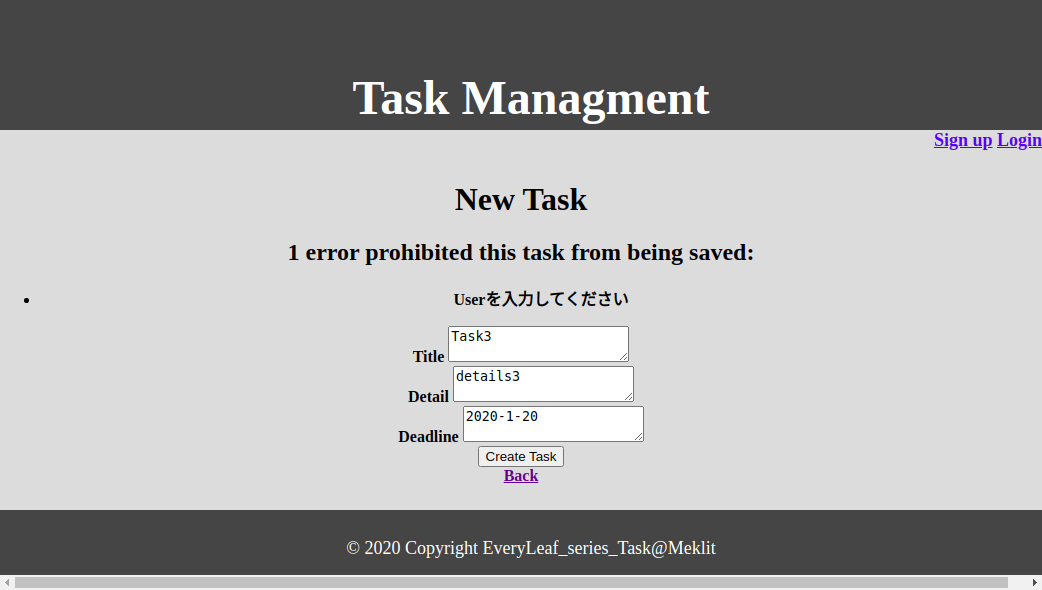 Task Managment
Sign up Login
New Task
1 error prohibited this task from being saved:
Userを入力してください
Title Task3
Detail details3
Deadline 2020-1-20
Create Task
Back
© 2020 Copyright EveryLeaf_series_Task@Meklit